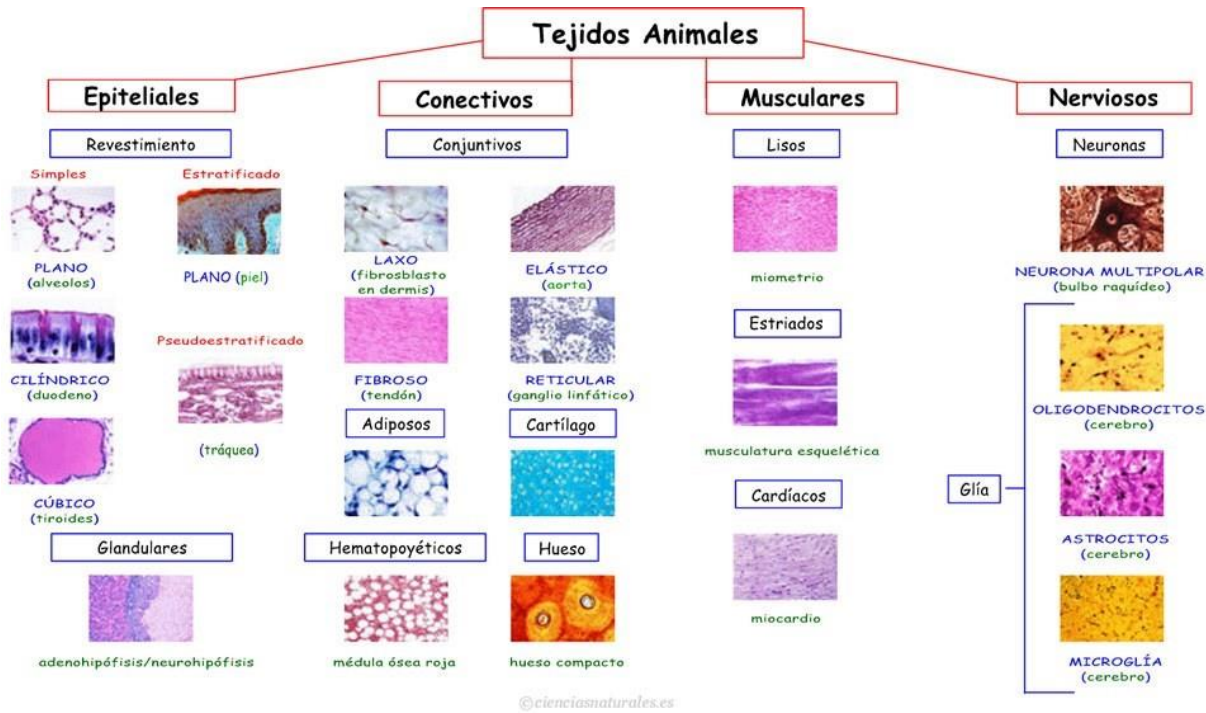 Tejidos Animales
Epiteliales
Revestimiento
Simples
PLANO
(alveolos)
CILÍNDRICO
(duodeno)
CÚBICO
(tiroides)
Estratificado
PLANO (piel)
Pseudoestratificado
(tráquea)
Glandulares
adenohipófisis/neurohipófisis
Conectivos
Conjuntivos
LAXO
(fibrosblasto
en dermis)
ELÁSTICO
(aorta)
FIBROSO
(tendón)
RETICULAR
(ganglio linfático)
Adiposos
Cartílago
Hematopoyéticos
médula ósea roja
Hueso
hueso compacto
Musculares
Lisos
miometrio
Estriados
musculatura esquelética
Cardíacos
miocardio
Nerviosos
Neuronas
NEURONA MULTIPOLAR
(bulbo raquídeo)
Glía
OLIGODENDROCITOS
(cerebro)
ASTROCITOS
(cerebro)
MICROGLÍA
(cerebro)
©cienciasnaturales.es